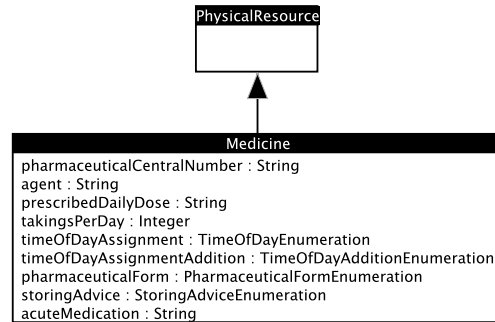 PhysicalResource
Medicine
pharmaceuticalCentralNumber : String
agent : String
prescribedDailyDose : String
takingsPerDay : Integer
timeOfDayAssignment : TimeOfDayEnumeration
timeOfDayAssignmentAddition : TimeOfDayAdditionEnumeration
pharmaceuticalForm : PharmaceuticalFormEnumeration
storingAdvice : StoringAdviceEnumeration
acuteMedication : String